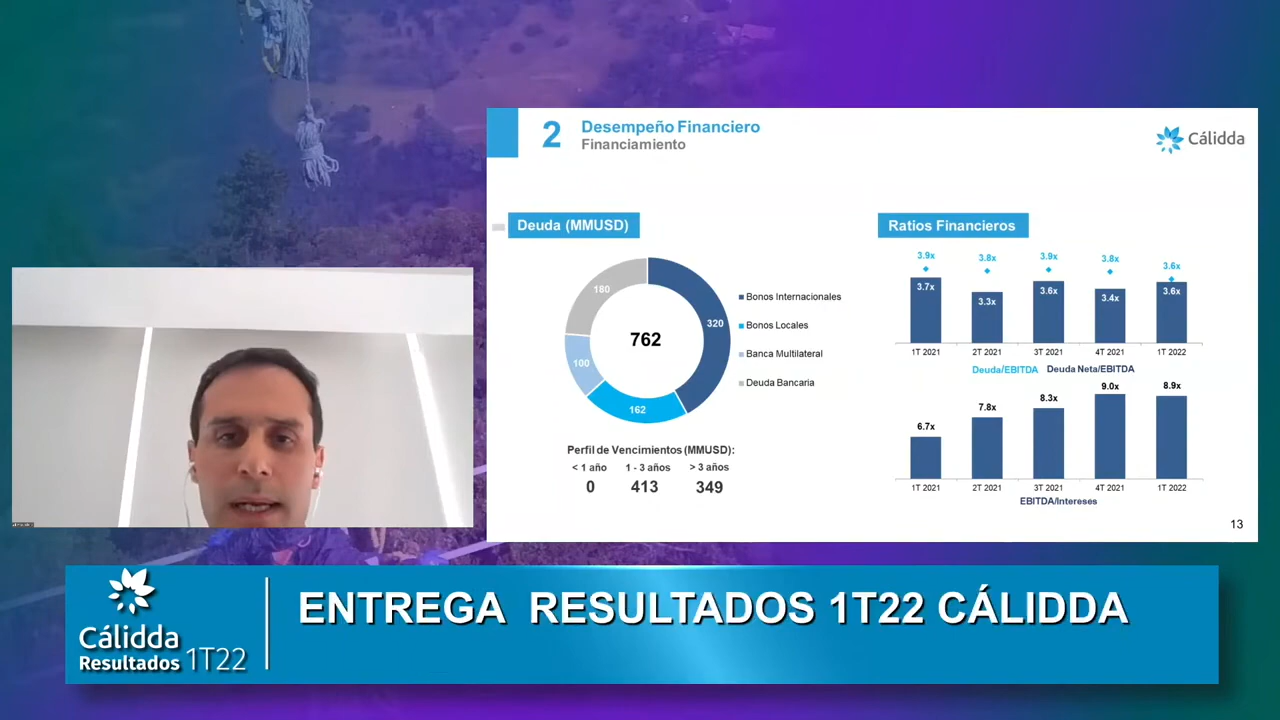 2
Desempeño Financiero
Financiamiento
Cálidda
Deuda (MMUSD)
180
320
762
100
162
Bonos Internacionales
Bonos Locales
Banca Multilateral
Deuda Bancaria
Perfil de Vencimientos (MMUSD):
< 1 año 1 - 3 años > 3 años
0 413 349
Ratios Financieros
3.9x 3.8x 3.9x 3.8x 3.6x
3.7x 3.3x 3.6x 3.4x 3.6x
1T 2021 2T 2021 3T 2021 4T 2021 1T 2022
Deuda/EBITDA Deuda Neta/EBITDA
6.7x 7.8x 8.3x 9.0x 8.9x
1T 2021 2T 2021 3T 2021 4T 2021 1T 2022
EBITDA/Intereses
13
Cálidda
Resultados 1T22
ENTREGA RESULTADOS 1T22 CÁLIDDA